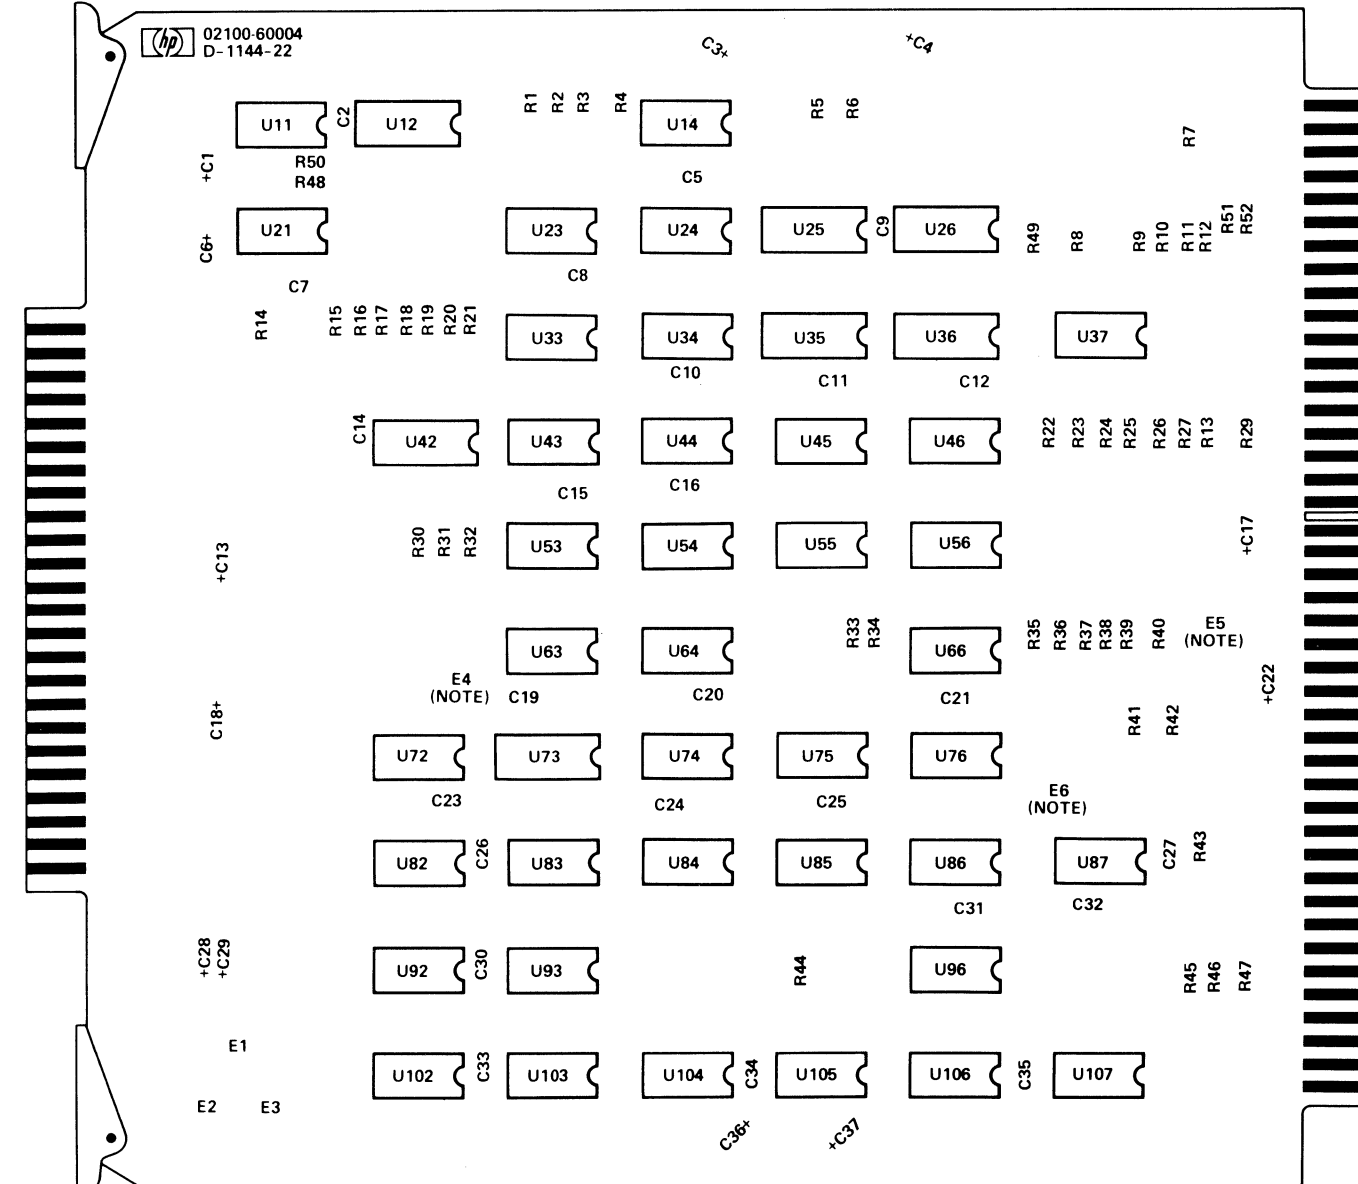 hp 02100-60004
D-1144-22
C3+
+C4
R1 R2 R3 R4 R5 R6
U11 C2 U12 U14
R7
+C1 R50
R48
C5
R51 R52
C6+ U21 U23 U24 U25 C9 U26 R49 R8 R9 R10 R11 R12
C7 C8
R14 R15 R16 R17 R18 R19 R20 R21
U33 U34 U35 U36 U37
C10 C11 C12
C14 U42 U43 U44 U45 U46 R22 R23 R24 R25 R26 R27 R13 R29
C15 C16
+C13 R30 R31 R32 U53 U54 U55 U56 +C17
R33 R34 R35 R36 R37 R38 R39 R40 E5
(NOTE)
U63 U64 U66
E4
(NOTE) C19 C20 C21 +C22
C18+ R41 R42
U72 U73 U74 U75 U76
C23 C24 C25 E6
(NOTE)
U82 C26 U83 U84 U85 U86 U87 C27 R43
C31 C32
+C28 +C29 U92 C30 U93 R44 U96 R45 R46 R47
E1
U102 C33 U103 U104 C34 U105 U106 C35 U107
E2 E3
C36+ +C37